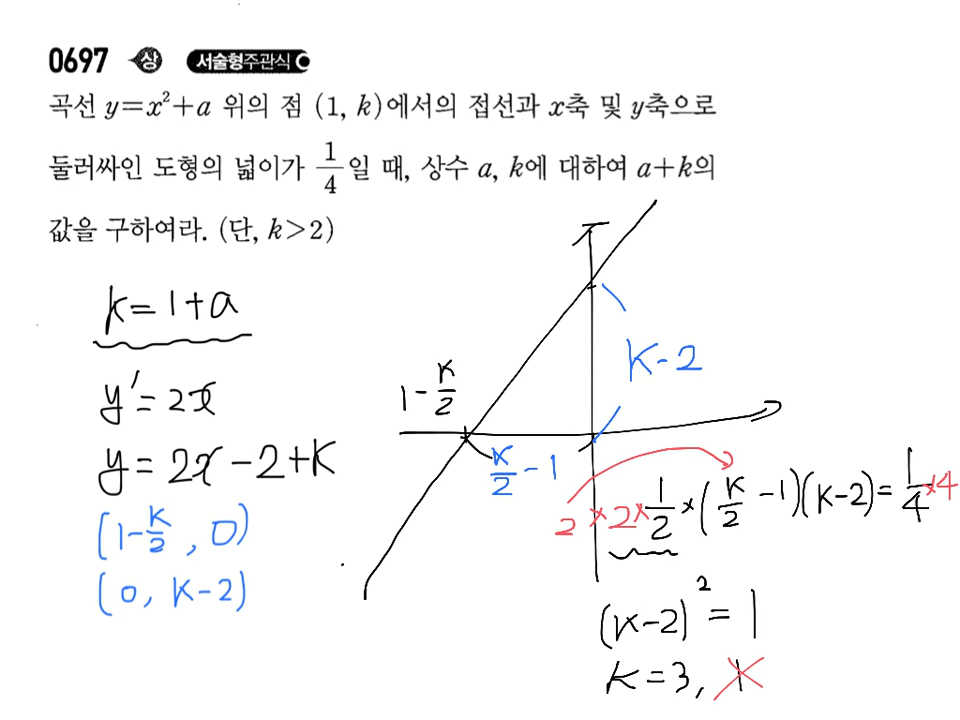 0697 상 서술형주관식
곡선 y=x²+a 위의 점 (1, k)에서의 접선과 x축 및 y축으로
둘러싸인 도형의 넓이가 1/4일 때, 상수 a, k에 대하여 a+k의
값을 구하여라. (단, k>2)
k=1+a
y'=2x
y=2x-2+k
(1-k/2, 0)
(0, k-2)
1-k/2
k-2
k/2-1
2×2×1/2×(k/2-1)(k-2)=1/4×4
(k-2)²=1
k=3, 1